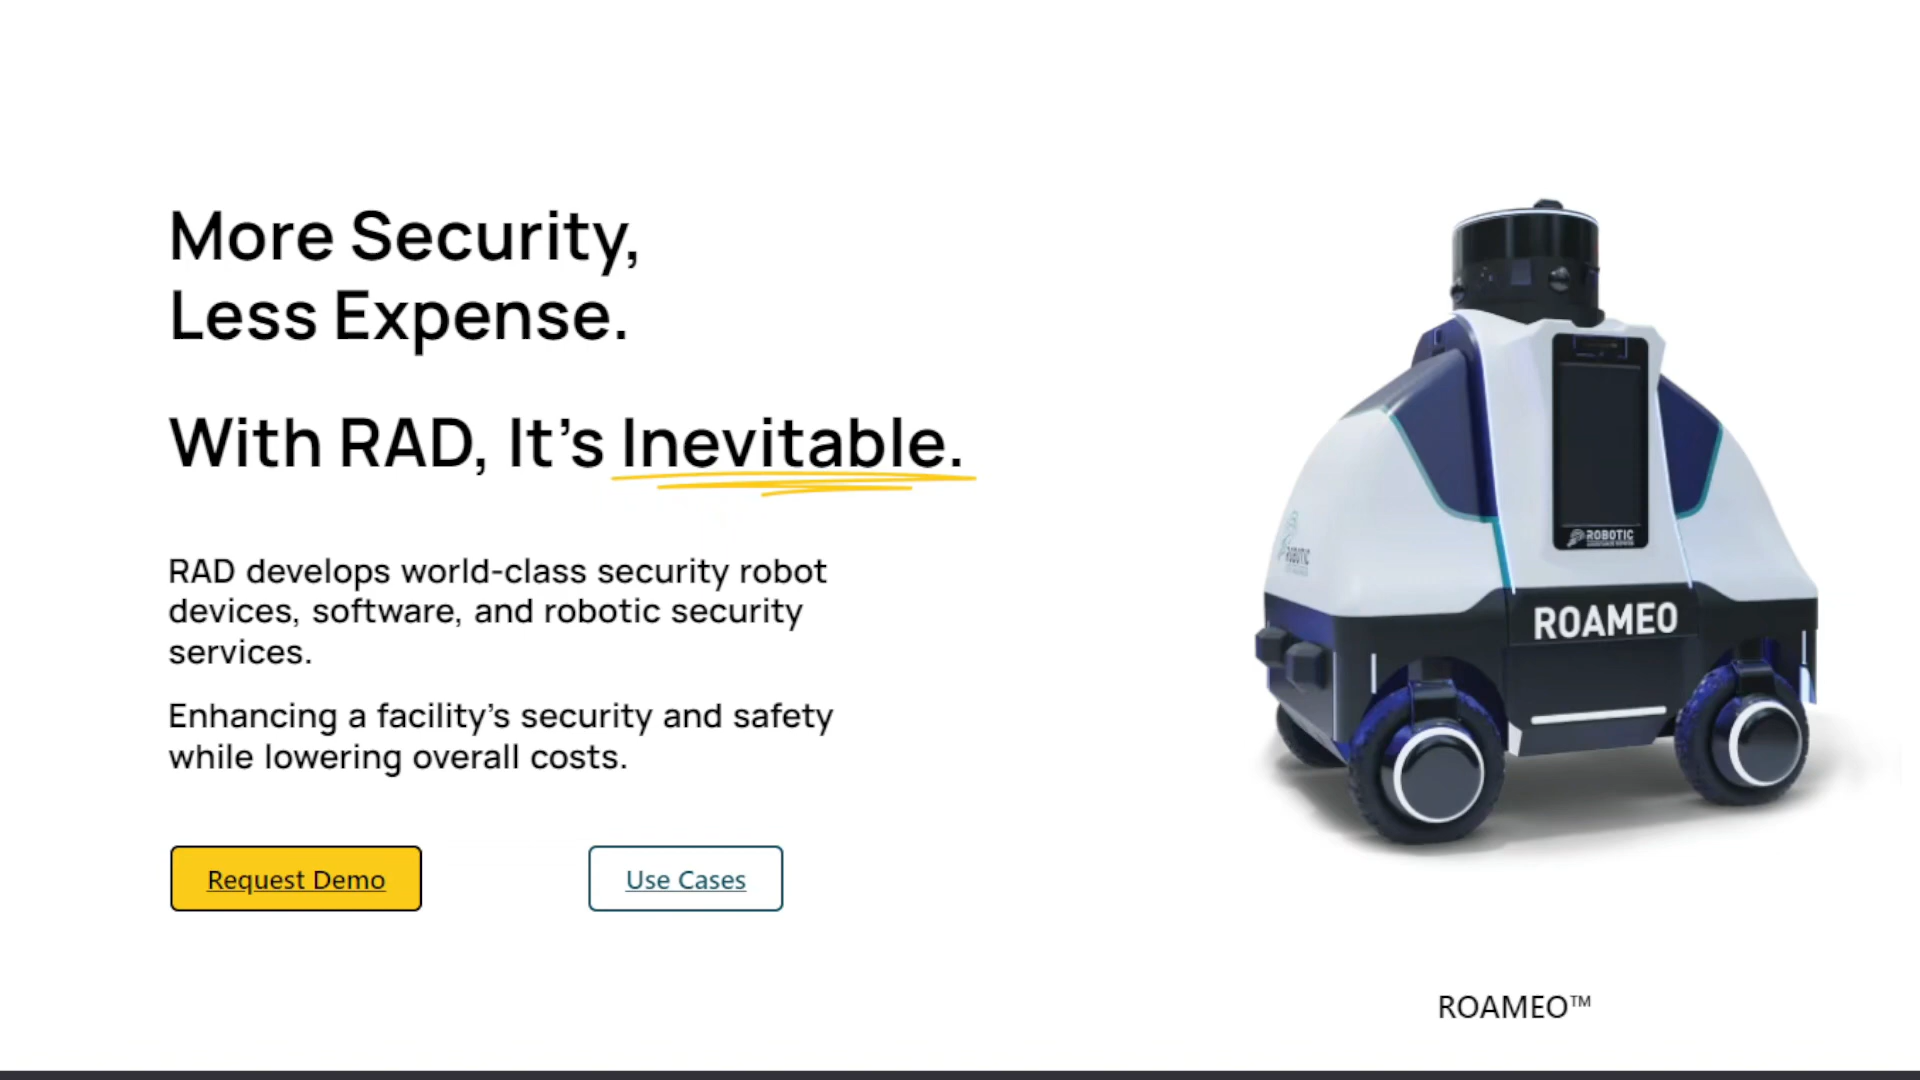 More Security,
Less Expense.
With RAD, It’s Inevitable.
RAD develops world-class security robot
devices, software, and robotic security
services.
Enhancing a facility’s security and safety
while lowering overall costs.
Request Demo
Use Cases
ROBOTIC
ROBOTIC
ROAMEO
ROAMEO™